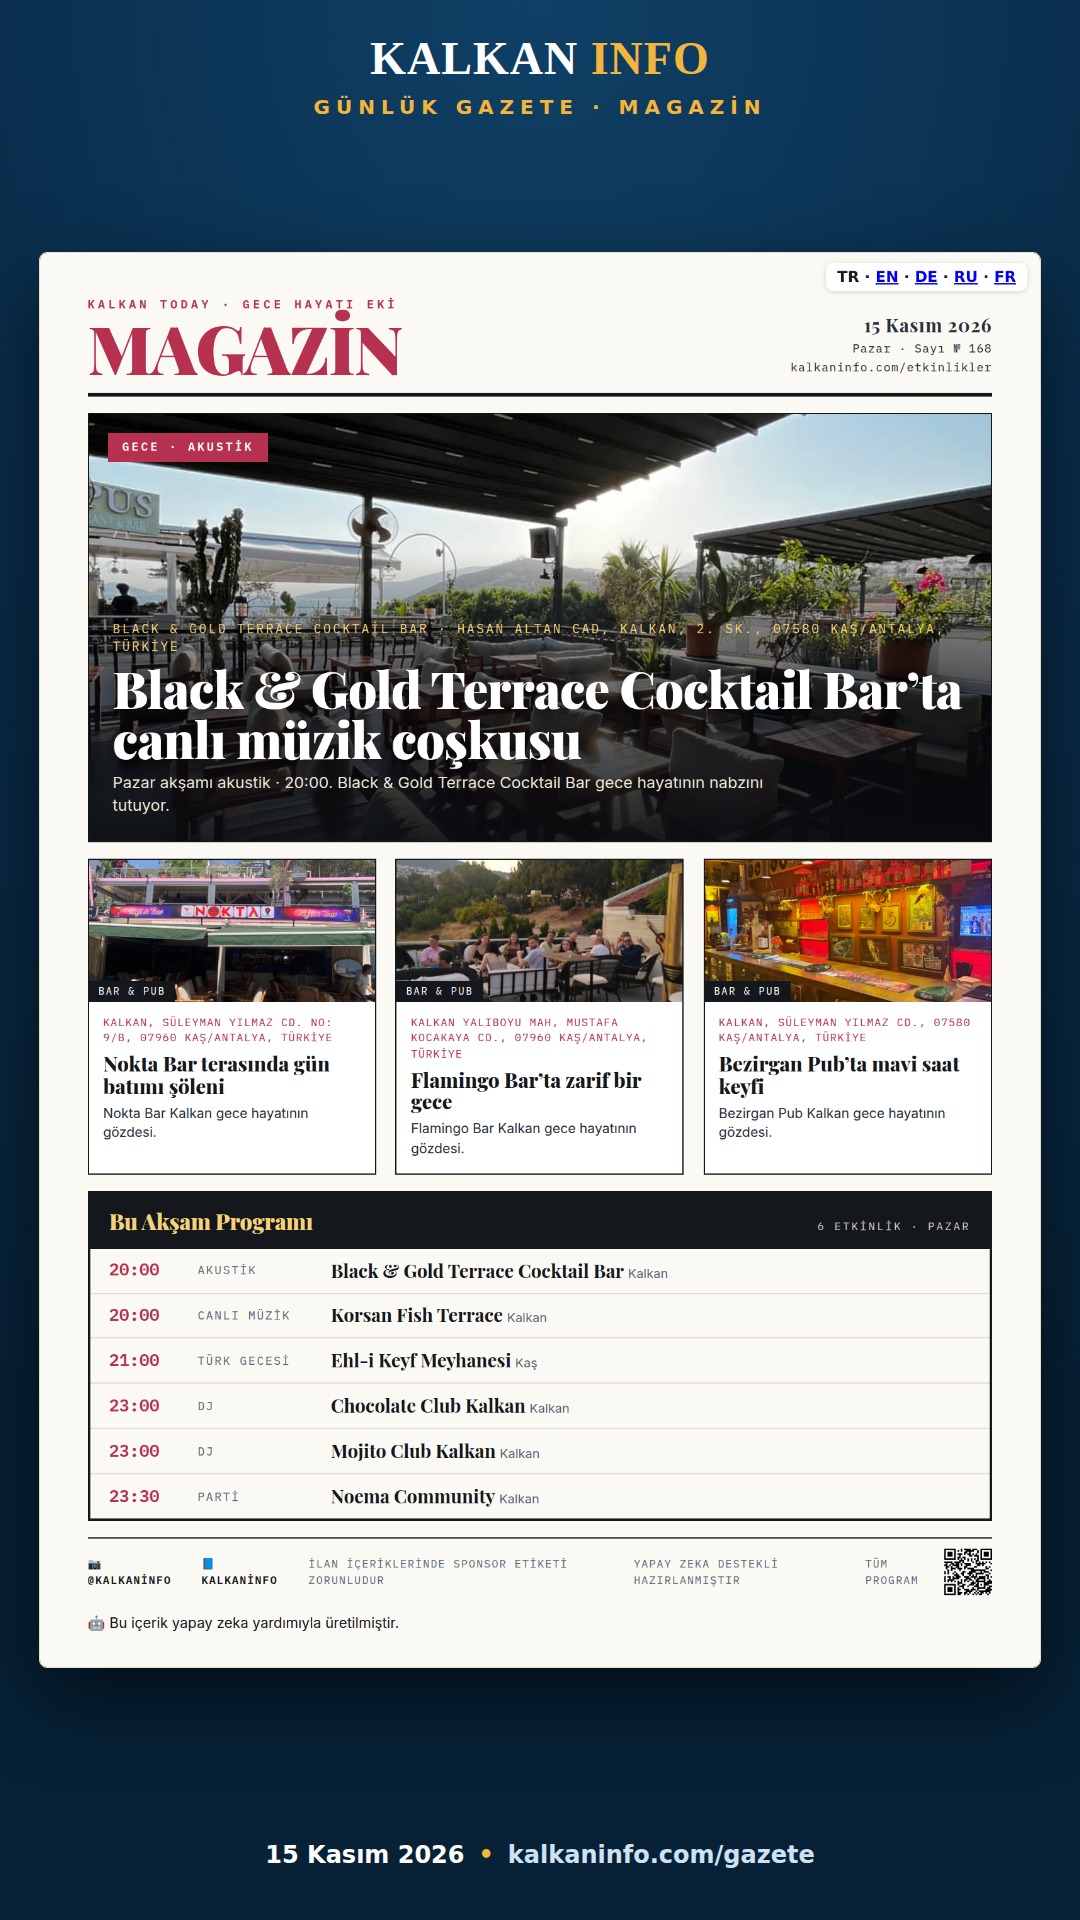 KALKAN INFO
GÜNLÜK GAZETE · MAGAZİN
TR · EN · DE · RU · FR
KALKAN TODAY · GECE HAYATI EKİ
MAGAZİN
15 Kasım 2026
Pazar · Sayı № 168
kalkaninfo.com/etkinlikler
GECE · AKUSTİK
PUS
BLACK & GOLD TERRACE COCKTAIL BAR · HASAN ALTAN CAD, KALKAN, 2. SK., 07580 KAŞ/ANTALYA,
TÜRKİYE
Black & Gold Terrace Cocktail Bar’ta
canlı müzik coşkusu
Pazar akşamı akustik · 20:00. Black & Gold Terrace Cocktail Bar gece hayatının nabzını
tutuyor.
NOKTA
BAR & PUB
KALKAN, SÜLEYMAN YILMAZ CD. NO:
9/B, 07960 KAŞ/ANTALYA, TÜRKİYE
Nokta Bar terasında gün
batımı şöleni
Nokta Bar Kalkan gece hayatının
gözdesi.
BAR & PUB
KALKAN YALIBOYU MAH, MUSTAFA
KOCAKAYA CD., 07960 KAŞ/ANTALYA,
TÜRKİYE
Flamingo Bar’ta zarif bir
gece
Flamingo Bar Kalkan gece hayatının
gözdesi.
BAR & PUB
KALKAN, SÜLEYMAN YILMAZ CD., 07580
KAŞ/ANTALYA, TÜRKİYE
Bezirgan Pub’ta mavi saat
keyfi
Bezirgan Pub Kalkan gece hayatının
gözdesi.
Bu Akşam Programı
6 ETKİNLİK · PAZAR
20:00 AKUSTİK Black & Gold Terrace Cocktail Bar Kalkan
20:00 CANLI MÜZİK Korsan Fish Terrace Kalkan
21:00 TÜRK GECESİ Ehl-i Keyf Meyhanesi Kaş
23:00 DJ Chocolate Club Kalkan Kalkan
23:00 DJ Mojito Club Kalkan Kalkan
23:30 PARTİ Noema Community Kalkan
@KALKANİNFO
KALKANİNFO
İLAN İÇERİKLERİNDE SPONSOR ETİKETİ
ZORUNLUDUR
YAPAY ZEKA DESTEKLİ
HAZIRLANMIŞTIR
TÜM
PROGRAM
🤖 Bu içerik yapay zeka yardımıyla üretilmiştir.
15 Kasım 2026 • kalkaninfo.com/gazete